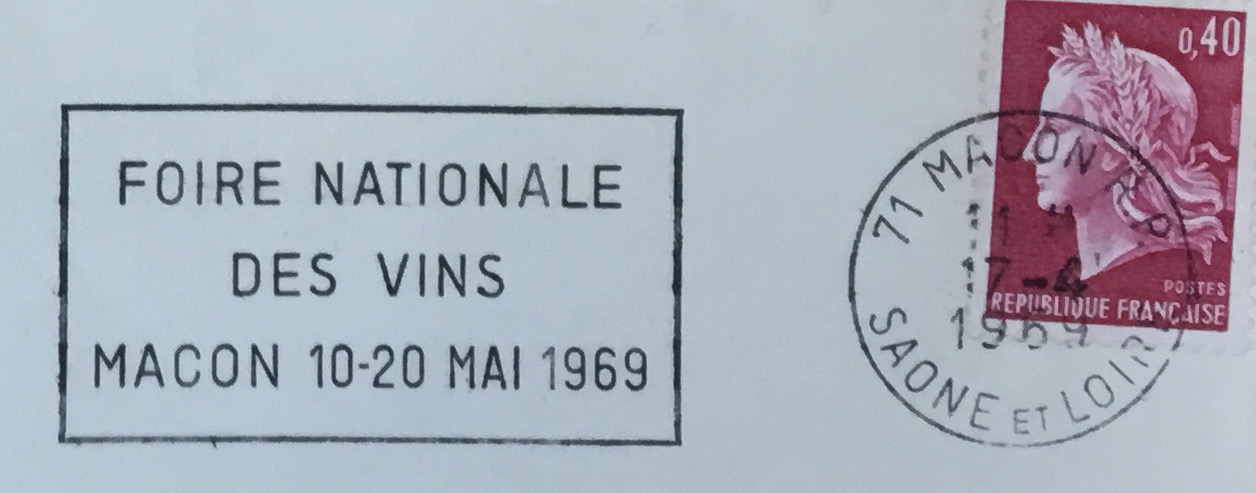 FOIRE NATIONALE
DES VINS
MACON 10-20 MAI 1969
0,40
POSTES
REPUBLIQUE FRANÇAISE
71 MACON R.P.
17-4
1969
SAONE ET LOIRE